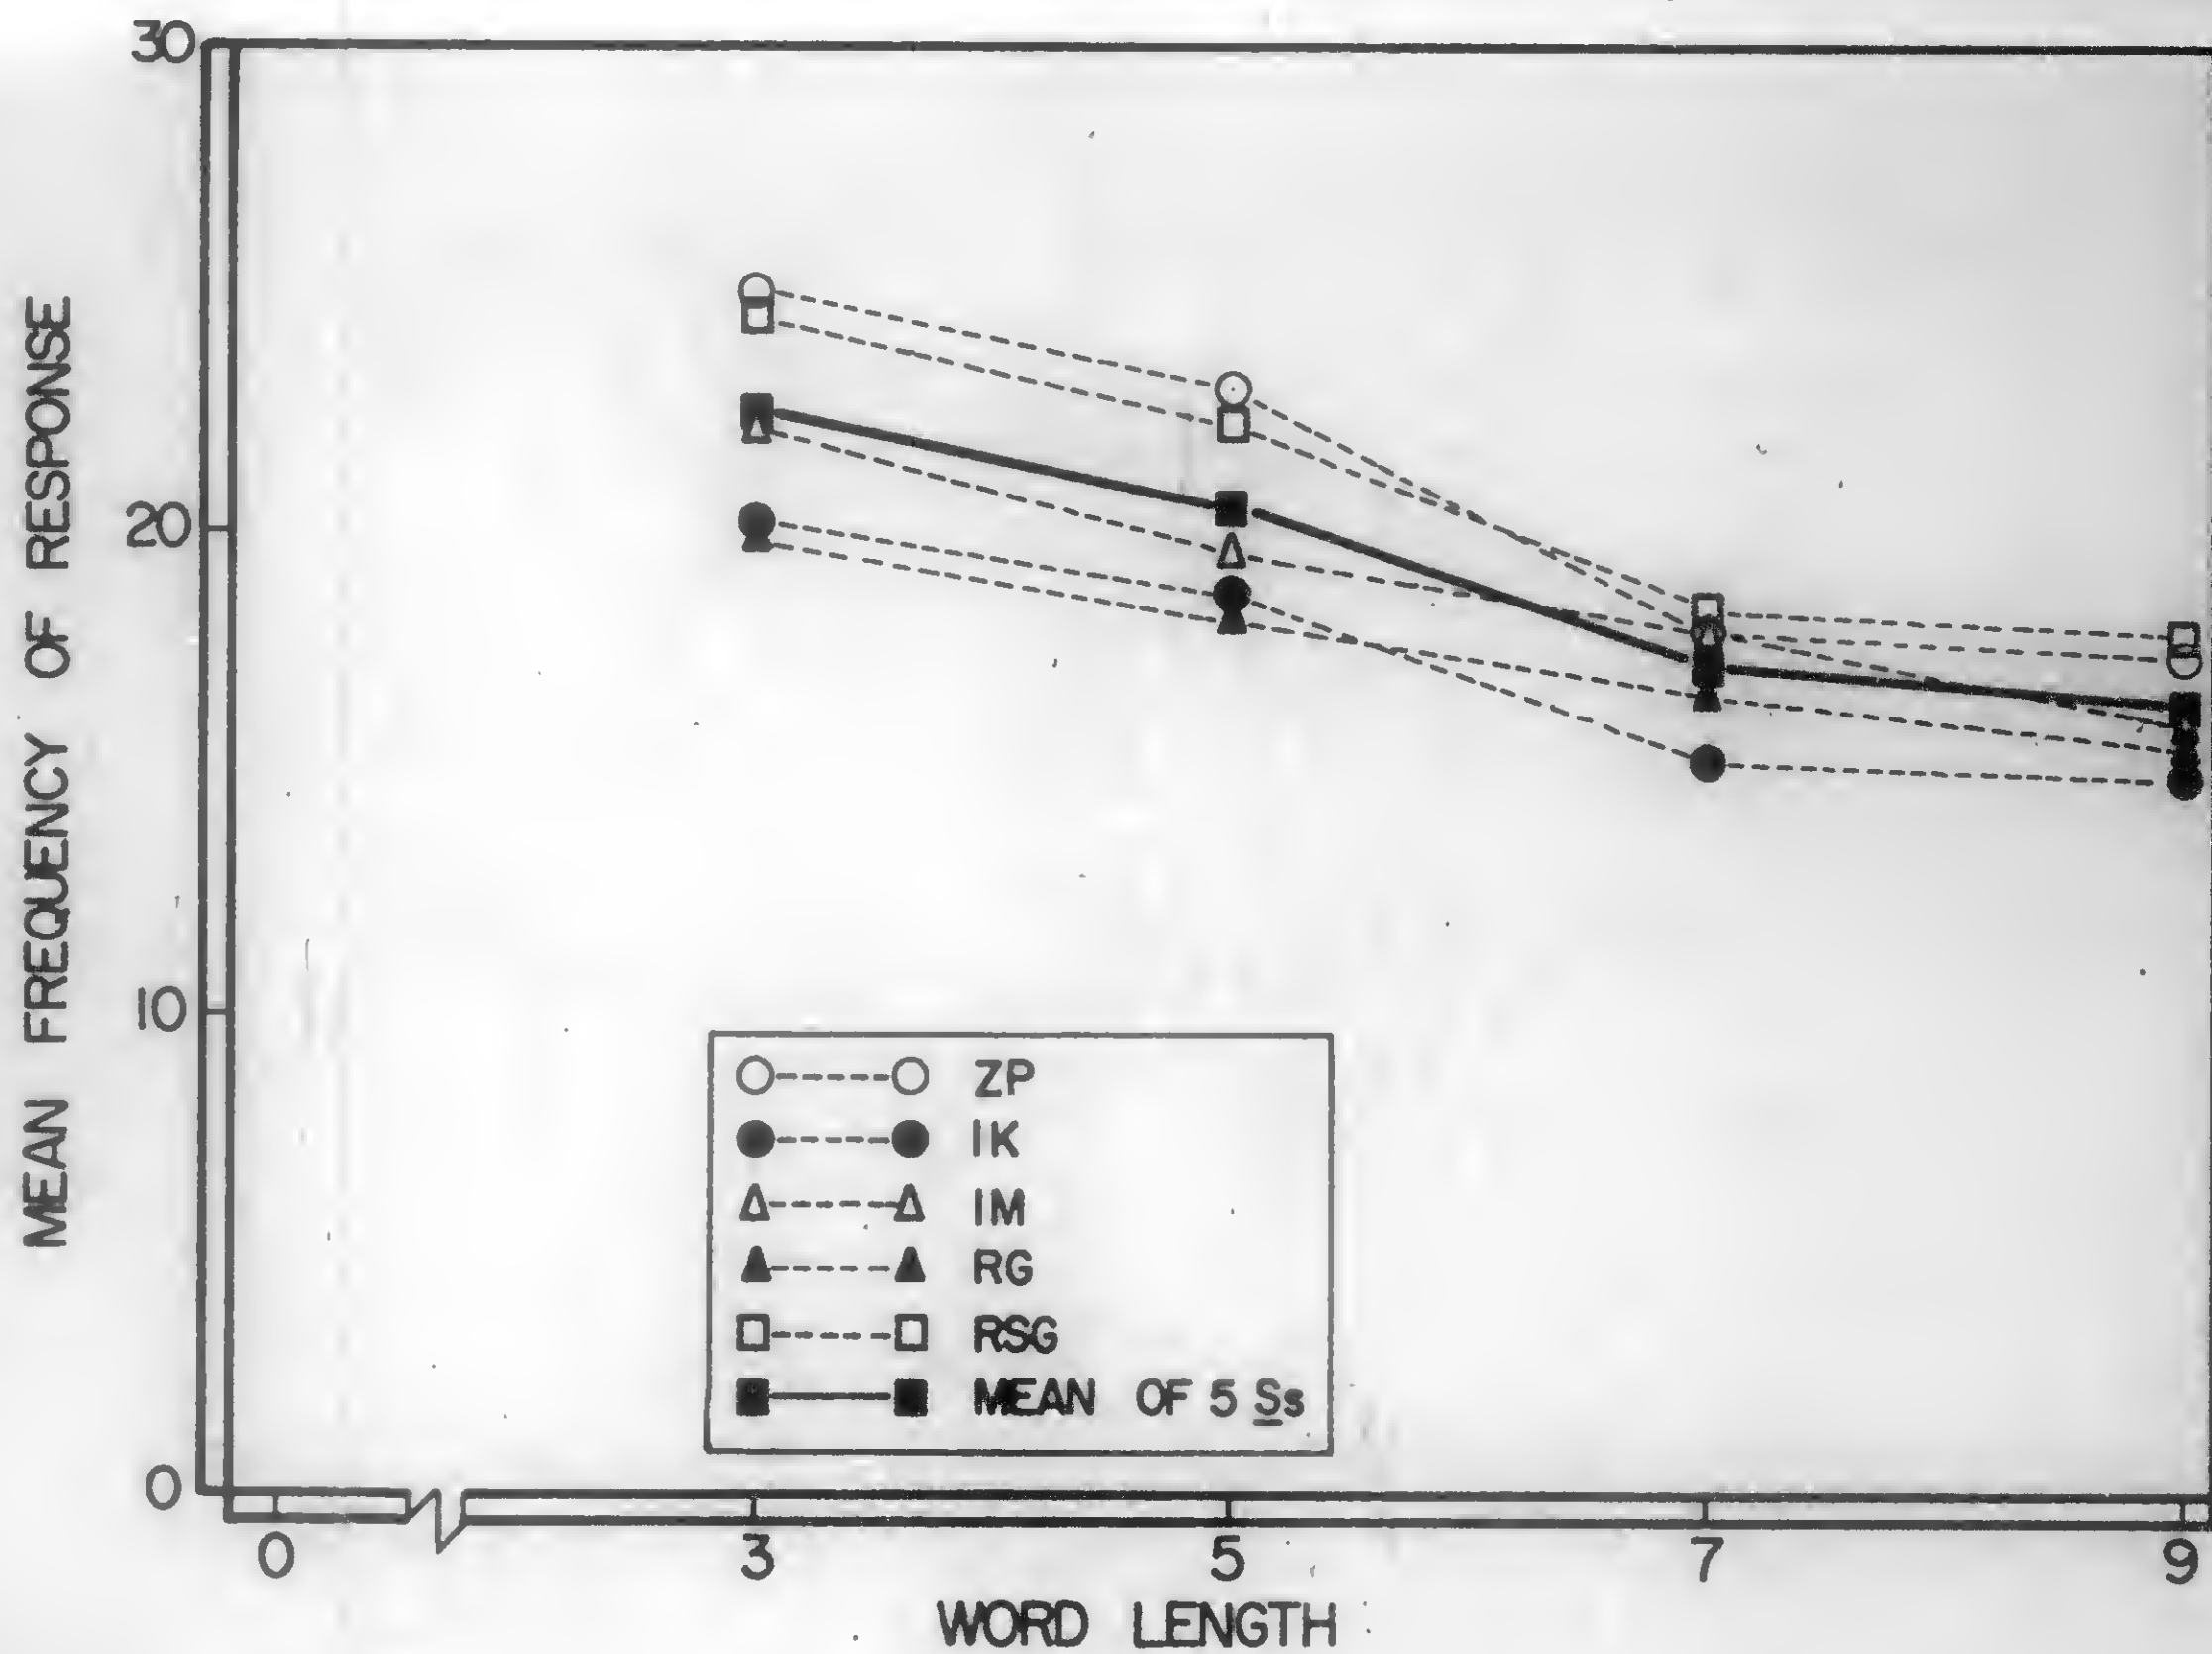 30
20
10
0
MEAN FREQUENCY OF RESPONSE
ZP
IK
IM
RG
RSG
MEAN OF 5 Ss
0 3 5 7 9
WORD LENGTH